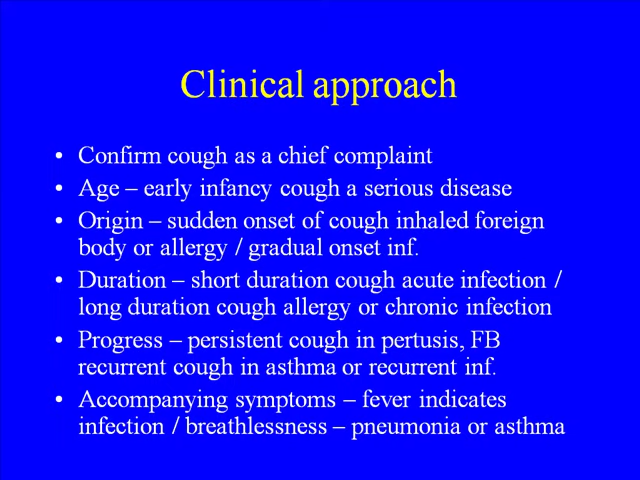 Clinical approach
• Confirm cough as a chief complaint
• Age – early infancy cough a serious disease
• Origin – sudden onset of cough inhaled foreign
body or allergy / gradual onset inf.
• Duration – short duration cough acute infection /
long duration cough allergy or chronic infection
• Progress – persistent cough in pertusis, FB
recurrent cough in asthma or recurrent inf.
• Accompanying symptoms – fever indicates
infection / breathlessness – pneumonia or asthma